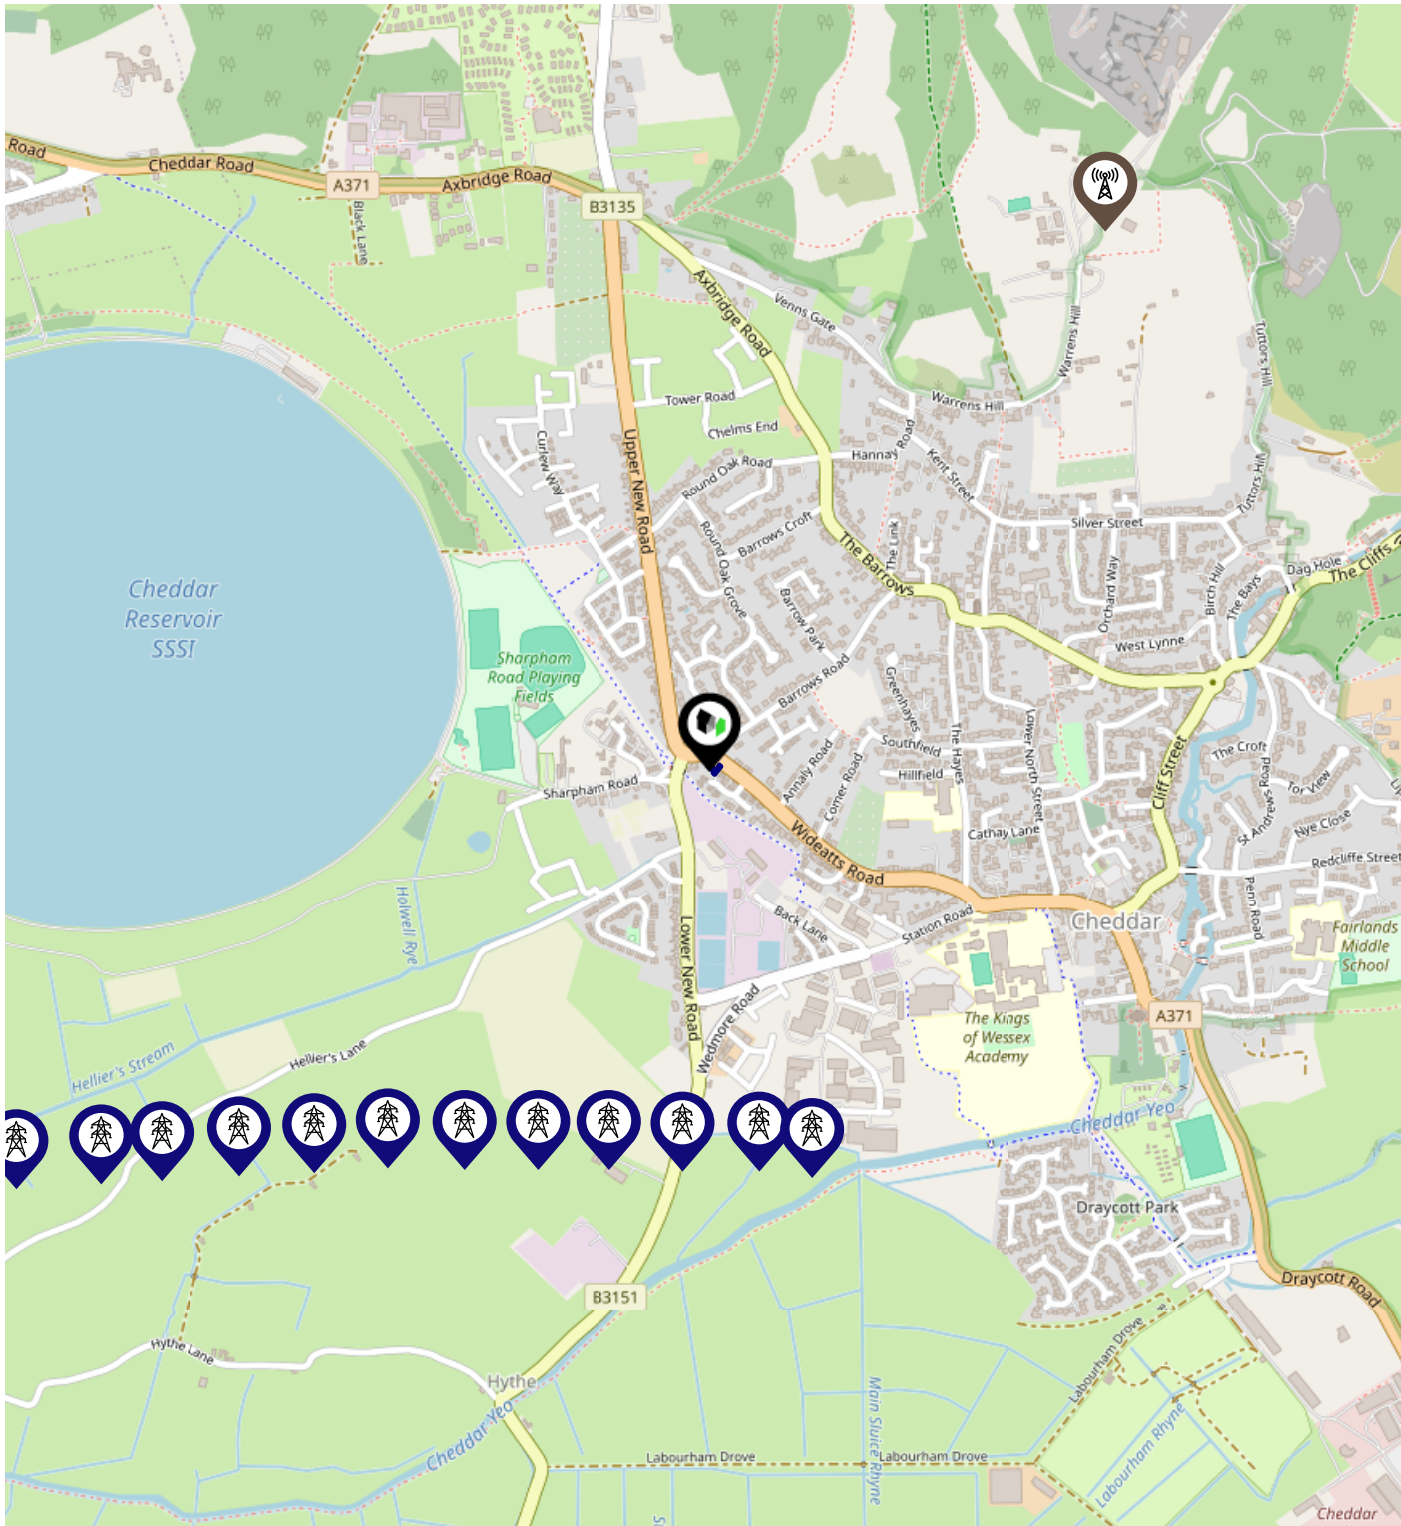 Road
Cheddar Road
A371
Axbridge Road
B3135
Black Lane
Axbridge Road
Venns Gate
Warrens Hill
Tuttors Hill
Tower Road
Chelms End
Warrens Hill
Curlew Way
Upper New Road
Round Oak Road
Hannay
Road
Kent Street
Tuttors Hill
Silver Street
Barrows Croft
Round Oak Grove
The Link
The Barrows
Orchard Way
Birch Hill
The Bays
Dag Hole
The Cliffs
Cheddar
Reservoir
SSSI
Barrow Park
West Lynne
Sharpham
Road Playing
Fields
Barrows Road
Greenhayes
Southfield
The Hayes
Lower North Street
Cliff Street
The Croft
Hillfield
Annaly Road
Comer Road
Sharpham Road
St Andrews Road
Tor View
Nye Close
Cathay Lane
Wideatts Road
Redcliffe Street
Penn Road
Holwell Rye
Back Lane
Station Road
Cheddar
Fairlands
Middle
School
Lower New Road
Wedmore Road
The Kings
of Wessex
Academy
A371
Hellier's Stream
Hellier's Lane
Cheddar Yeo
Draycott Park
B3151
Draycott Road
Hythe Lane
Hythe
Labourham Drove
Main Sluice Rhyne
Cheddar Yeo
Labourham Drove
Labourham Drove
Labourham Rhyne
Cheddar